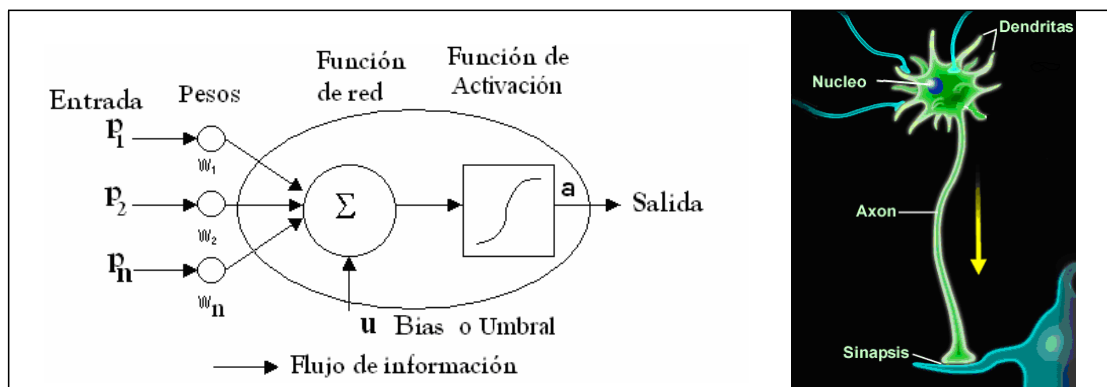 Función
de red
Función de
Activación
Entrada
Pesos
p1
w1
p2
w2
pn
wn
Σ
a
Salida
u Bias o Umbral
Flujo de información
Dendritas
Nucleo
Axon
Sinapsis